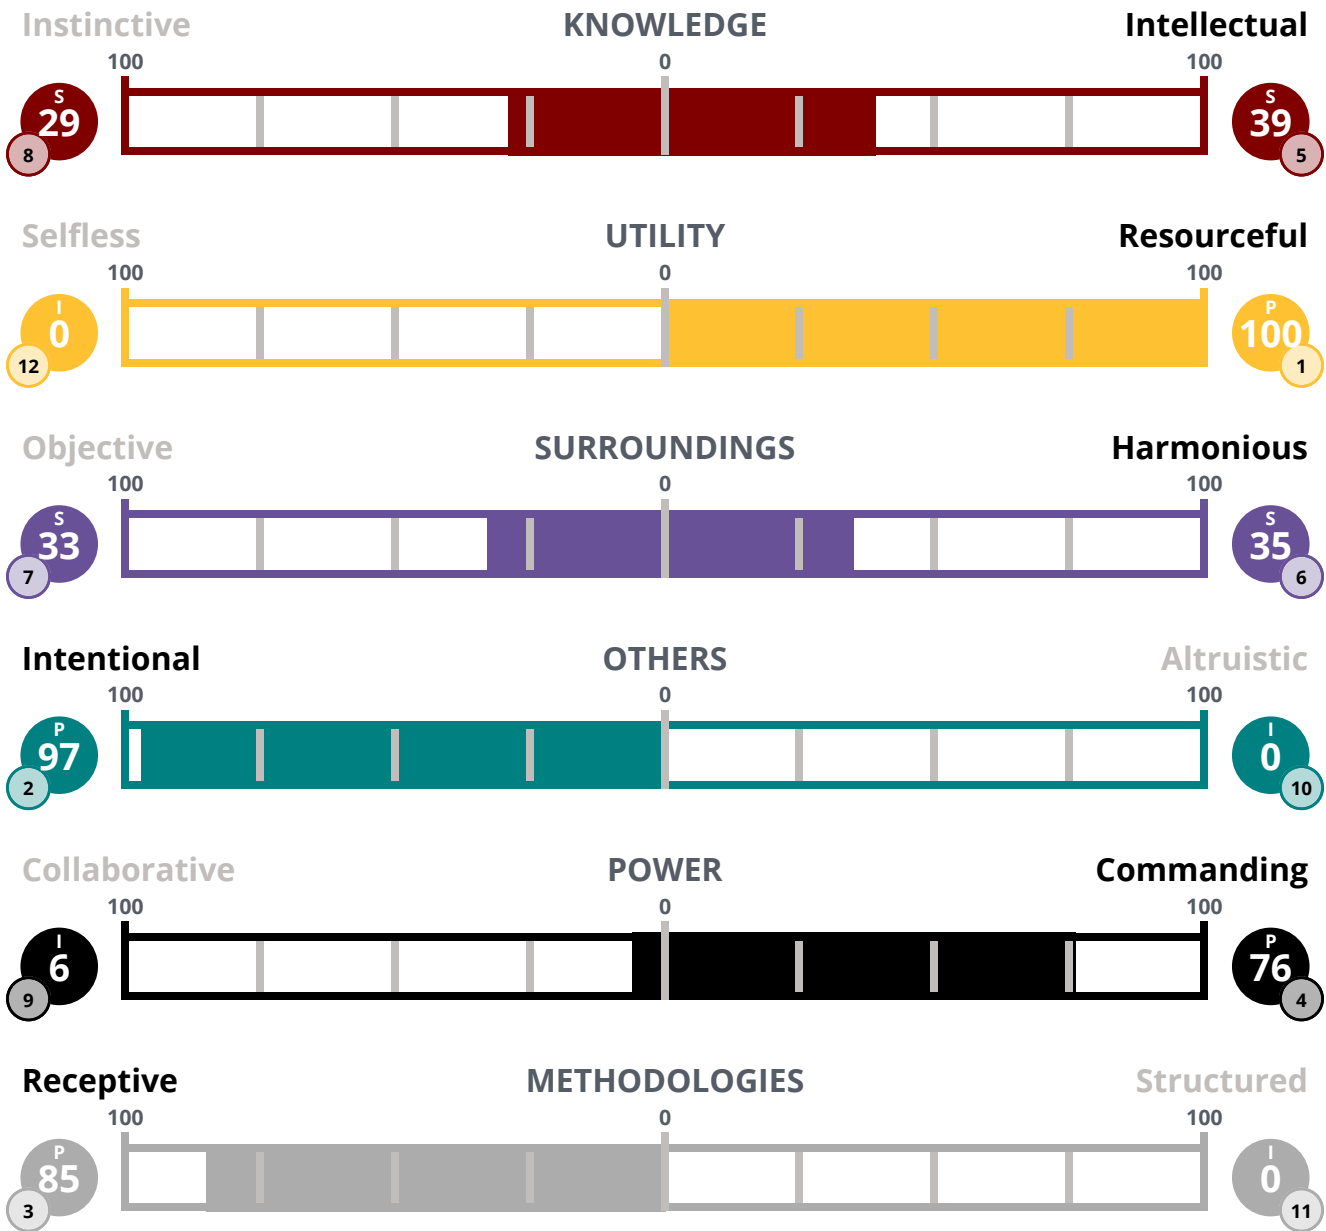 Instinctive KNOWLEDGE Intellectual
100 0 100
S S
29 39
8 5
Selfless UTILITY Resourceful
100 0 100
I P
0 100
12 1
Objective SURROUNDINGS Harmonious
100 0 100
S S
33 35
7 6
Intentional OTHERS Altruistic
100 0 100
P I
97 0
2 10
Collaborative POWER Commanding
100 0 100
I P
6 76
9 4
Receptive METHODOLOGIES Structured
100 0 100
P I
85 0
3 11